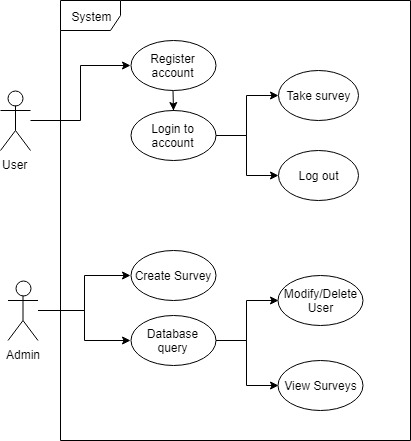 System
Register
account
Take survey
Login to
account
User
Log out
Create Survey
Modify/Delete
User
Admin
Database
query
View Surveys